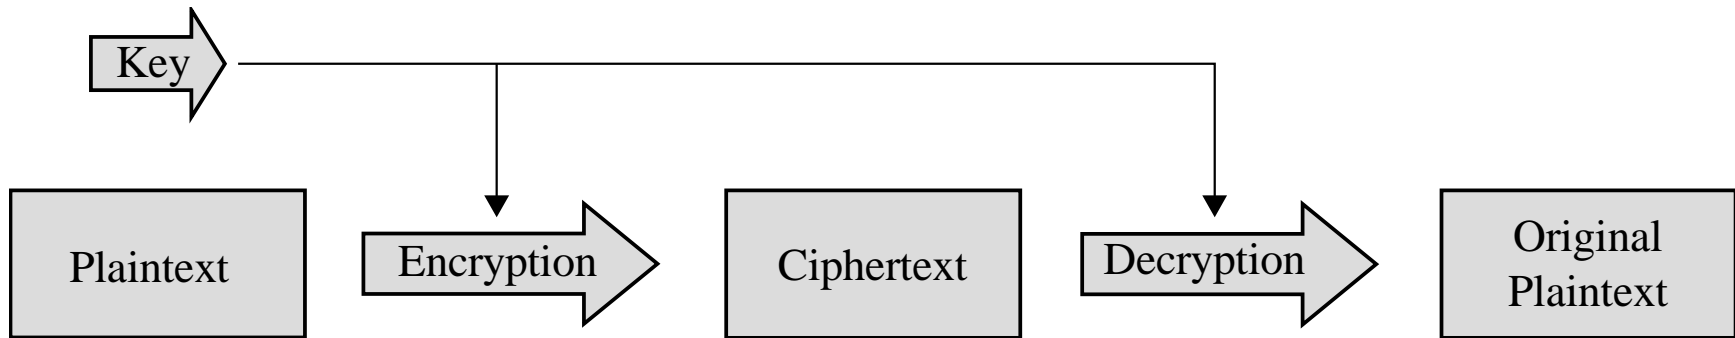 Key
Plaintext
Encryption
Ciphertext
Decryption
Original
Plaintext